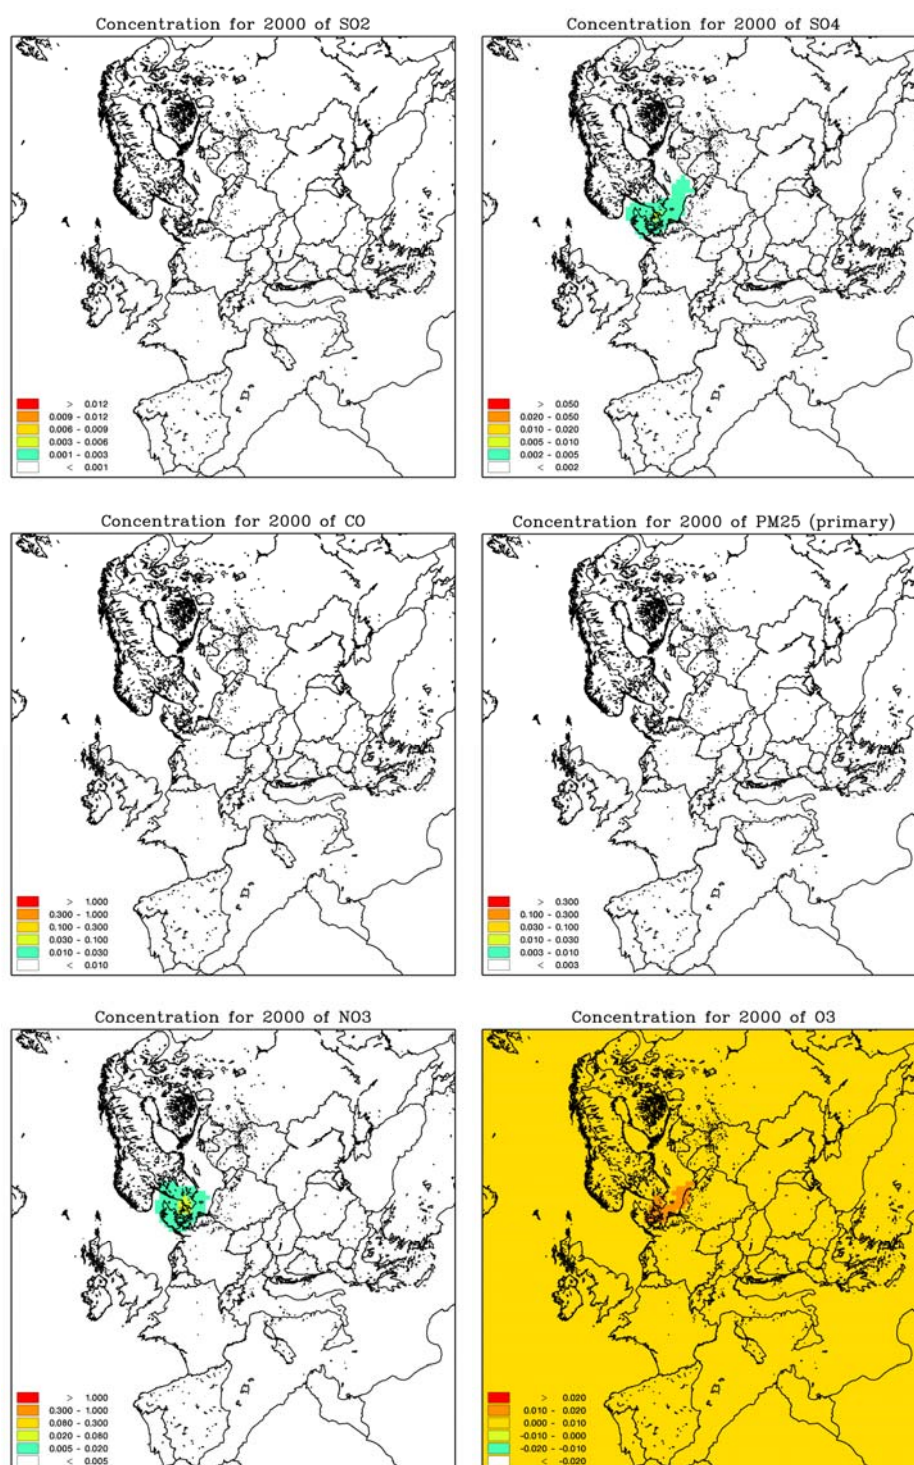 Concentration for 2000 of SO2
> 0.012
0.009 - 0.012
0.006 - 0.009
0.003 - 0.006
0.001 - 0.003
< 0.001
Concentration for 2000 of SO4
> 0.050
0.020 - 0.050
0.010 - 0.020
0.005 - 0.010
0.002 - 0.005
< 0.002
Concentration for 2000 of CO
> 1.000
0.300 - 1.000
0.100 - 0.300
0.030 - 0.100
0.010 - 0.030
< 0.010
Concentration for 2000 of PM25 (primary)
> 0.300
0.100 - 0.300
0.030 - 0.100
0.010 - 0.030
0.003 - 0.010
< 0.003
Concentration for 2000 of NO3
> 1.000
0.300 - 1.000
0.080 - 0.300
0.020 - 0.080
0.005 - 0.020
< 0.005
Concentration for 2000 of O3
> 0.020
0.010 - 0.020
0.000 - 0.010
-0.010 - 0.000
-0.020 - -0.010
< -0.020